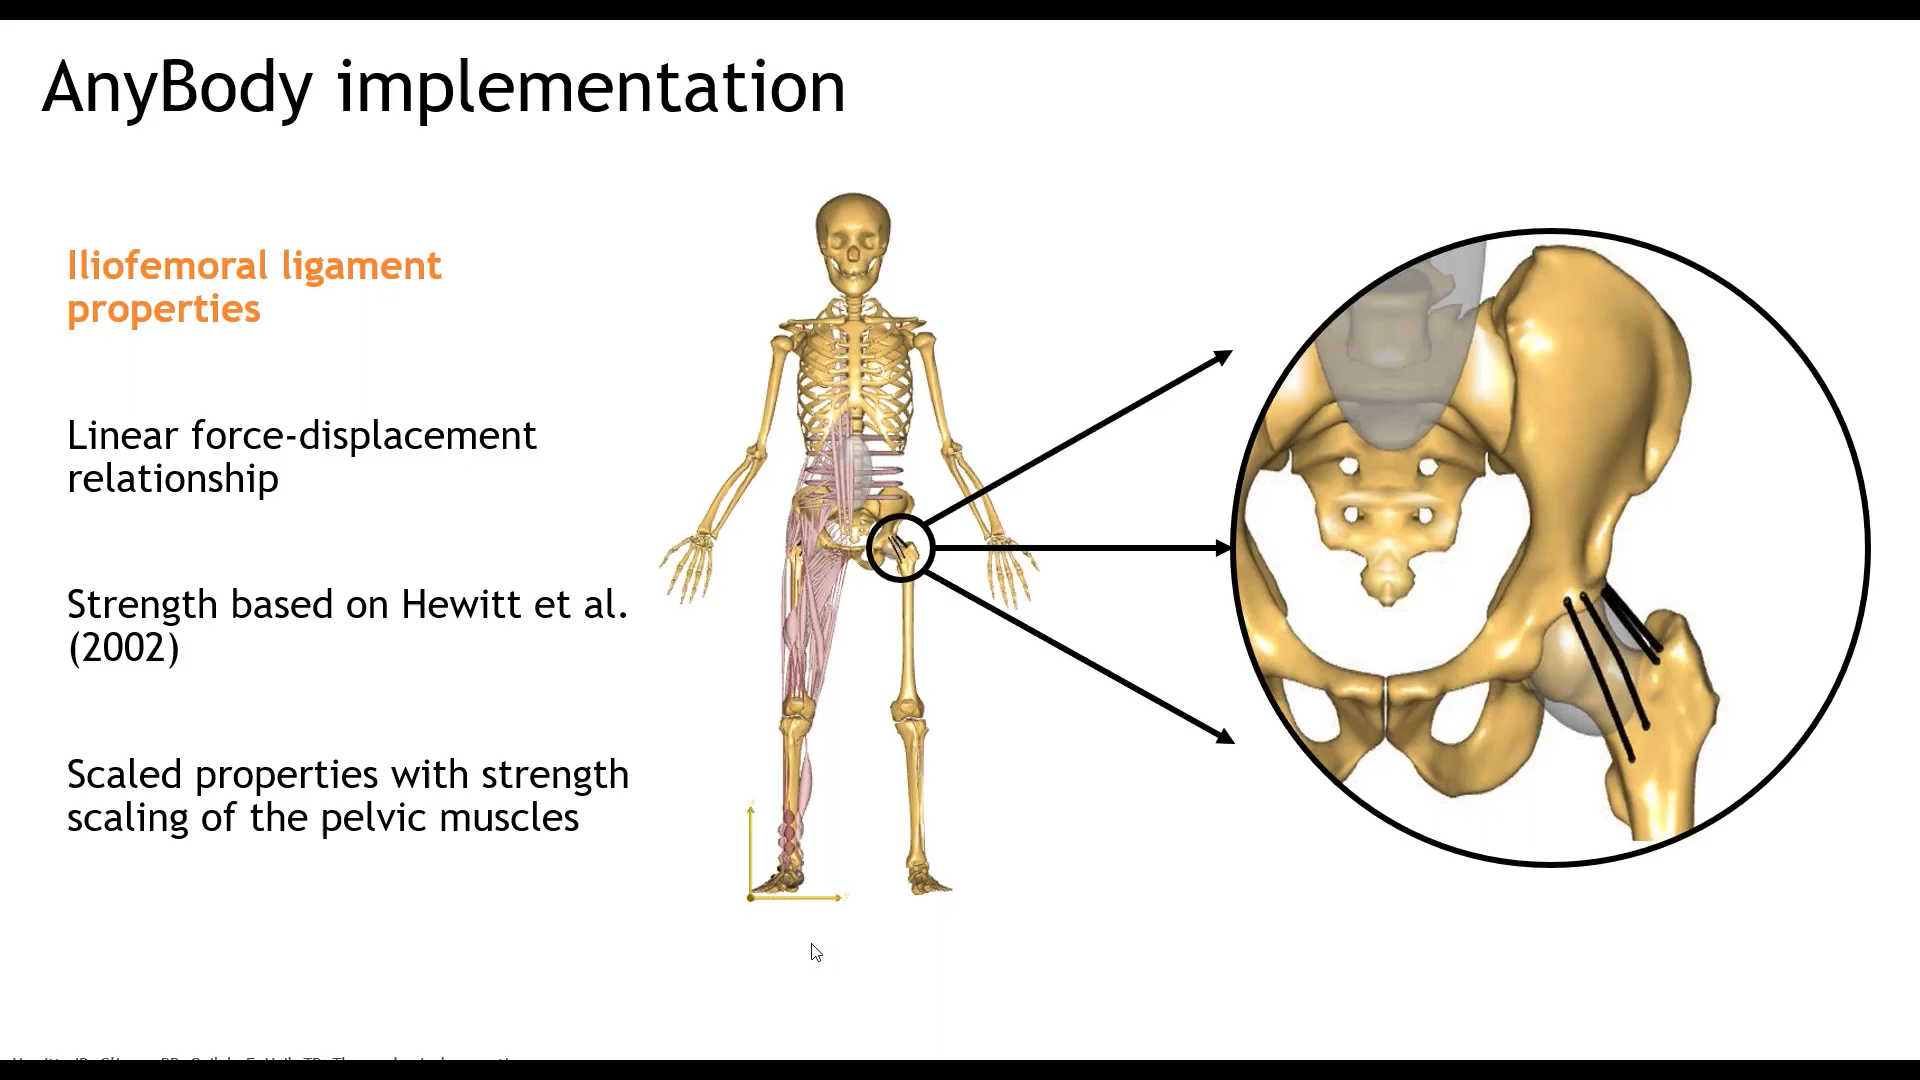 AnyBody implementation
Iliofemoral ligament
properties
Linear force-displacement
relationship
Strength based on Hewitt et al.
(2002)
Scaled properties with strength
scaling of the pelvic muscles